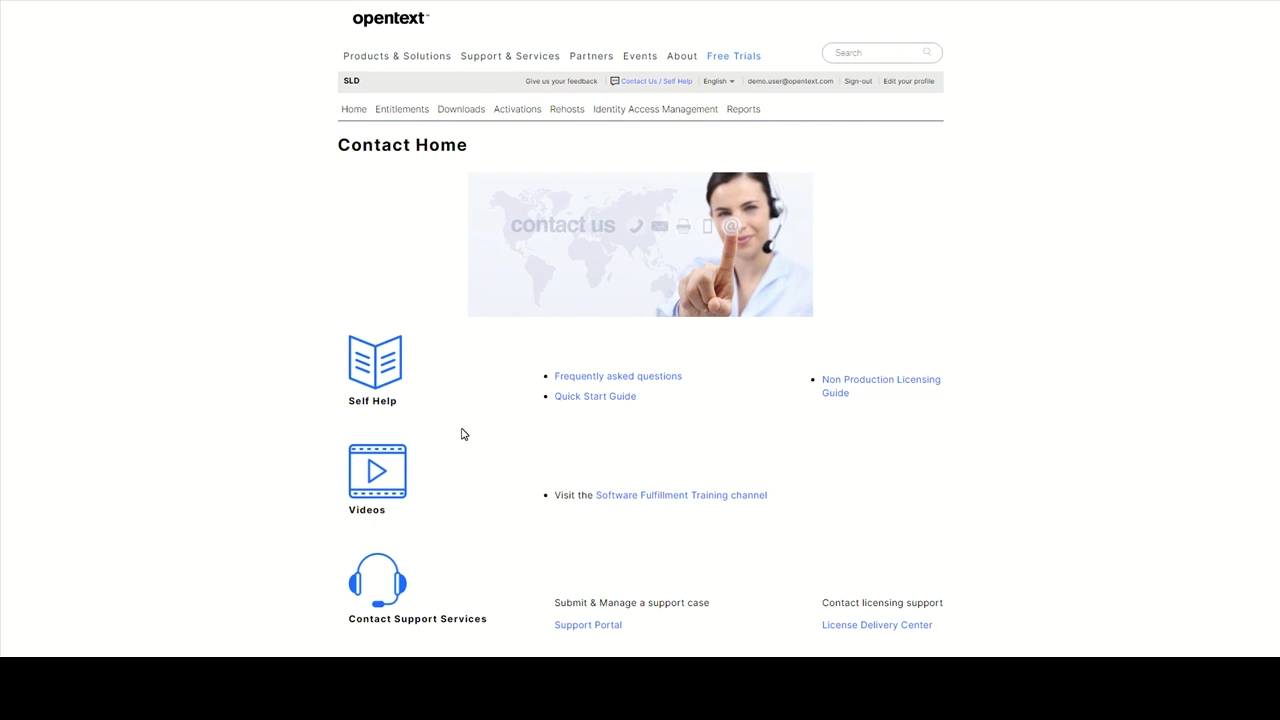 opentext™
Products & Solutions Support & Services Partners Events About Free Trials
Search
SLD
Give us your feedback Contact Us / Self Help English demo.user@opentext.com Sign-out Edit your profile
Home Entitlements Downloads Activations Rehosts Identity Access Management Reports
Contact Home
contact us @
Self Help
Frequently asked questions
Quick Start Guide
Non Production Licensing
Guide
Videos
Visit the Software Fulfillment Training channel
Contact Support Services
Submit & Manage a support case
Support Portal
Contact licensing support
License Delivery Center